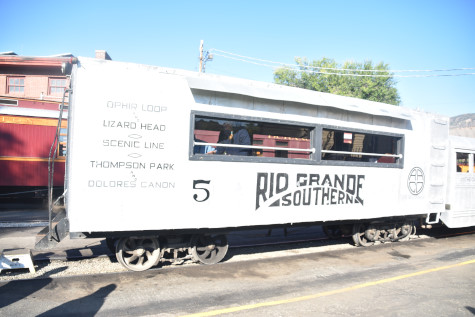 OPHIR LOOP
LIZARD HEAD
SCENIC LINE
THOMPSON PARK
DOLORES CANON
5
RIO GRANDE
SOUTHERN